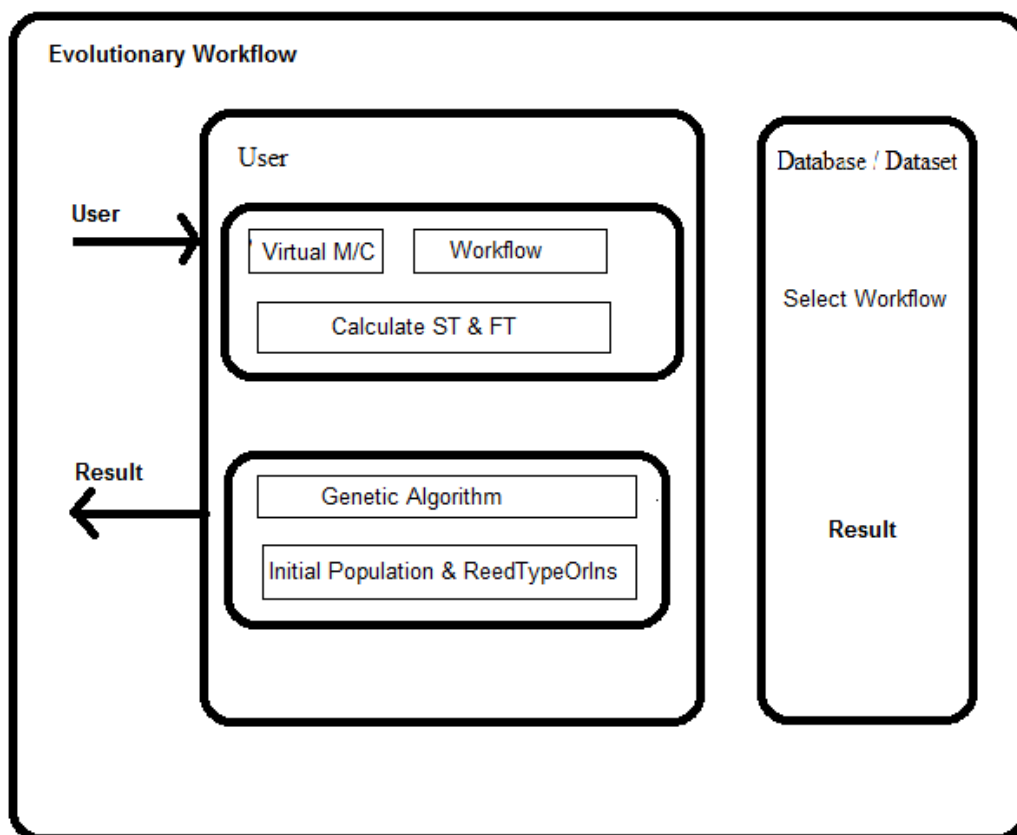 Evolutionary Workflow
User
Database / Dataset
User
Virtual M/C
Workflow
Select Workflow
Calculate ST & FT
Result
Genetic Algorithm
Result
Initial Population & ReedTypeOrIns